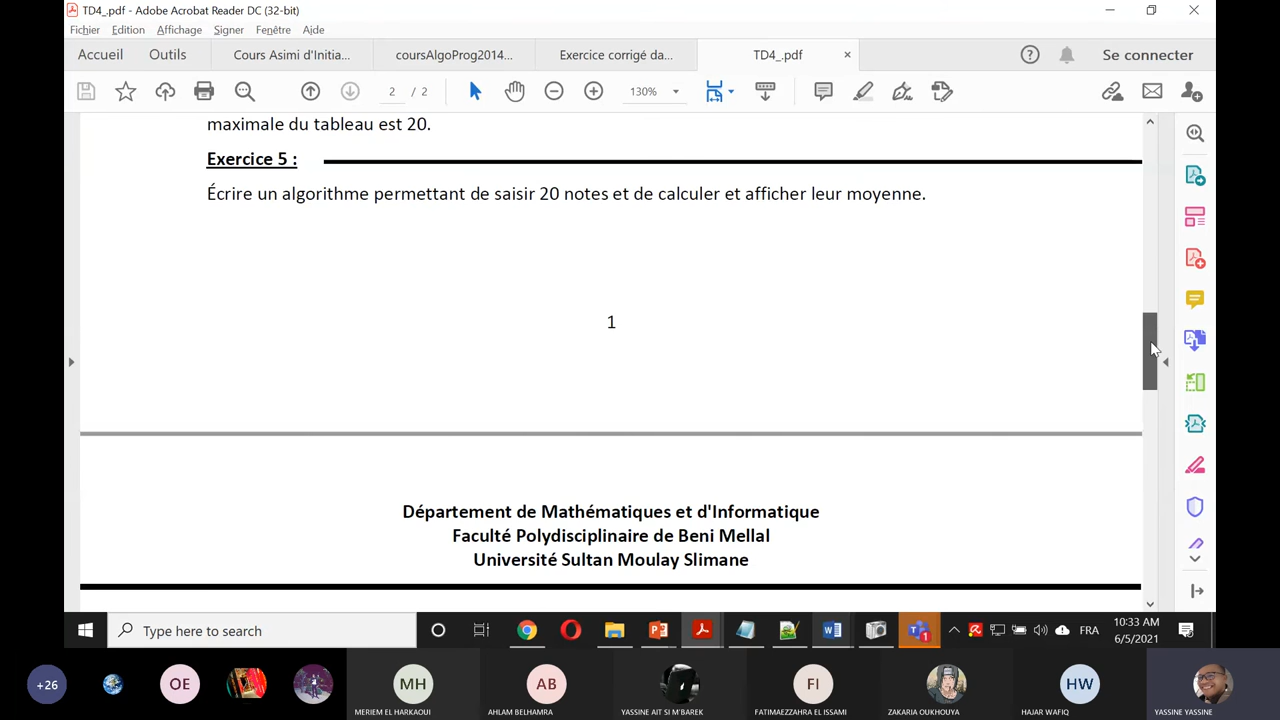 TD4_.pdf - Adobe Acrobat Reader DC (32-bit)
Fichier Edition Affichage Signer Fenêtre Aide
Accueil Outils Cours Asimi d'Initia... coursAlgoProg2014... Exercice corrigé da... TD4_.pdf × Se connecter
2 / 2 130%
maximale du tableau est 20.
Exercice 5 :
Écrire un algorithme permettant de saisir 20 notes et de calculer et afficher leur moyenne.
1
Département de Mathématiques et d'Informatique
Faculté Polydisciplinaire de Beni Mellal
Université Sultan Moulay Slimane
Type here to search
FRA
10:33 AM
6/5/2021
+26 OE MH AB FI HW
MERIEM EL HARKAOUI AHLAM BELHAMRA YASSINE AIT SI M'BAREK FATIMAEZZAHRA EL ISSAMI ZAKARIA OUKHOUYA HAJAR WAFIQ YASSINE YASSINE